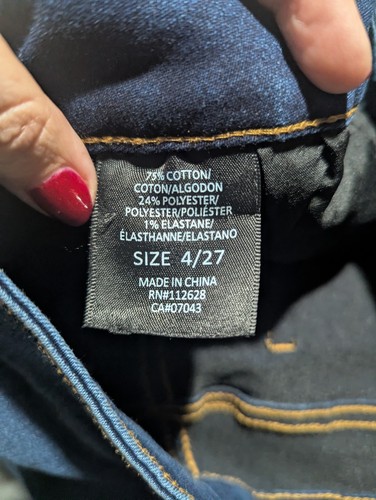 75% COTTON/
COTON/ALGODON
24% POLYESTER/
POLYESTER/POLIÉSTER
1% ELASTANE/
ÉLASTHANNE/ELASTANO
SIZE 4/27
MADE IN CHINA
RN#112628
CA#07043